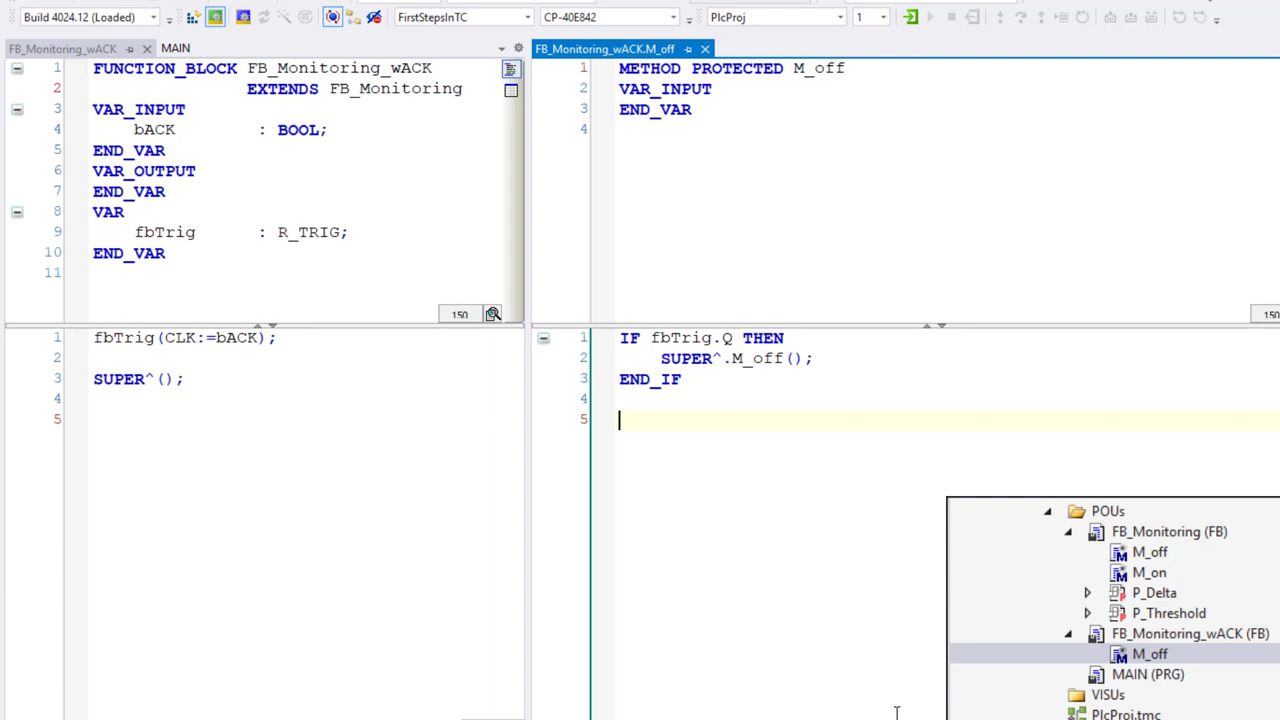 Build 4024.12 (Loaded)
FirstStepsInTC
CP-40E842
PlcProj
1
FB_Monitoring_wACK
MAIN
1 FUNCTION_BLOCK FB_Monitoring_wACK
2 EXTENDS FB_Monitoring
3 VAR_INPUT
4 bACK : BOOL;
5 END_VAR
6 VAR_OUTPUT
7 END_VAR
8 VAR
9 fbTrig : R_TRIG;
10 END_VAR
11
150
1 fbTrig(CLK:=bACK);
2
3 SUPER^();
4
5
FB_Monitoring_wACK.M_off
1 METHOD PROTECTED M_off
2 VAR_INPUT
3 END_VAR
4
150
1 IF fbTrig.Q THEN
2 SUPER^.M_off();
3 END_IF
4
5
POUs
FB_Monitoring (FB)
M_off
M_on
P_Delta
P_Threshold
FB_Monitoring_wACK (FB)
M_off
MAIN (PRG)
VISUs
PlcProj.tmc